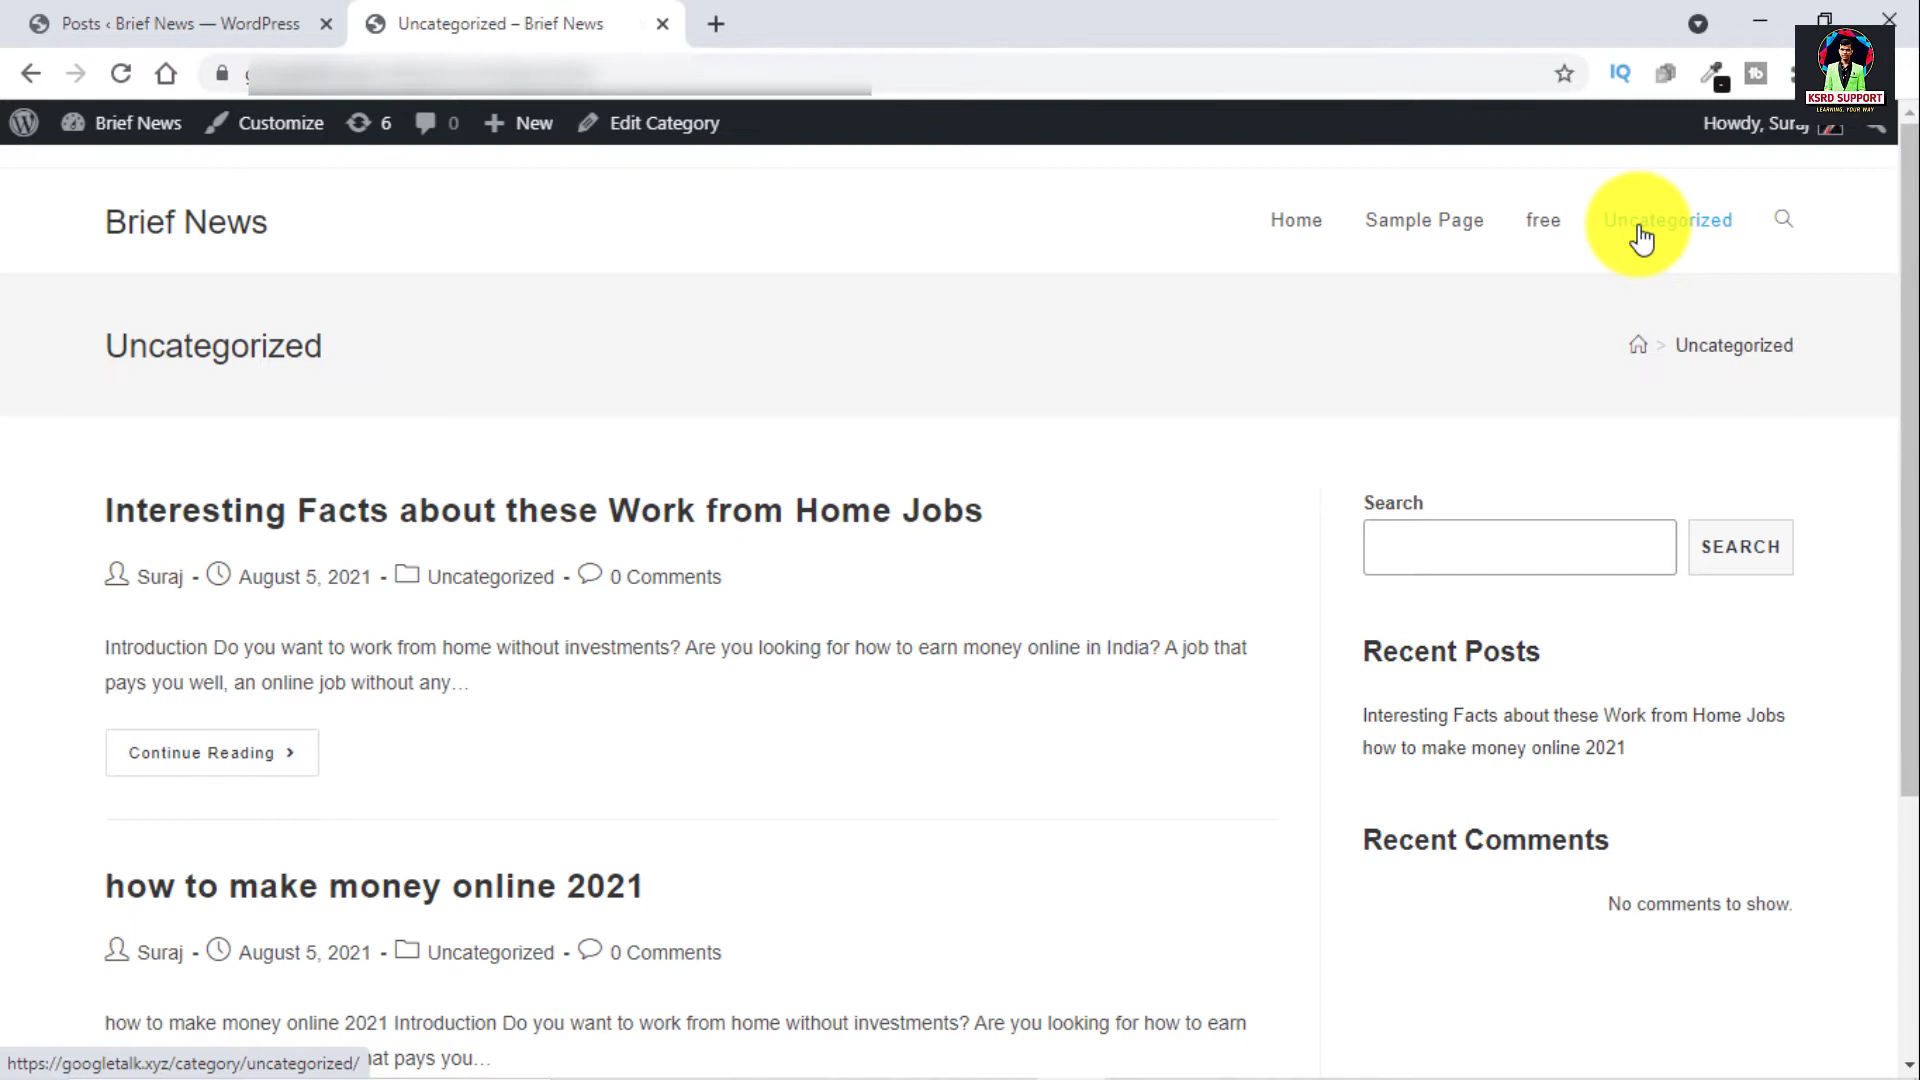 Posts ‹ Brief News — WordPress
Uncategorized – Brief News
IQ
tb
KSRD SUPPORT
LEARNING, YOUR WAY
Brief News
Customize
6
0
New
Edit Category
Howdy, Suraj
Brief News
Home
Sample Page
free
Uncategorized
Uncategorized
> Uncategorized
Interesting Facts about these Work from Home Jobs
Suraj - August 5, 2021 - Uncategorized - 0 Comments
Introduction Do you want to work from home without investments? Are you looking for how to earn money online in India? A job that
pays you well, an online job without any…
Continue Reading >
how to make money online 2021
Suraj - August 5, 2021 - Uncategorized - 0 Comments
how to make money online 2021 Introduction Do you want to work from home without investments? Are you looking for how to earn
hat pays you…
Search
SEARCH
Recent Posts
Interesting Facts about these Work from Home Jobs
how to make money online 2021
Recent Comments
No comments to show.
https://googletalk.xyz/category/uncategorized/